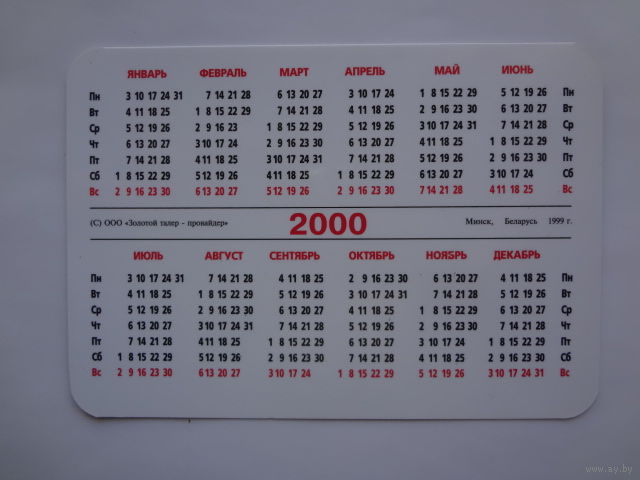 ЯНВАРЬ ФЕВРАЛЬ МАРТ АПРЕЛЬ МАЙ ИЮНЬ
Пн 3 10 17 24 31 7 14 21 28 6 13 20 27 3 10 17 24 1 8 15 22 29 5 12 19 26 Пн
Вт 4 11 18 25 1 8 15 22 29 7 14 21 28 4 11 18 25 2 9 16 23 30 6 13 20 27 Вт
Ср 5 12 19 26 2 9 16 23 1 8 15 22 29 5 12 19 26 3 10 17 24 31 7 14 21 28 Ср
Чт 6 13 20 27 3 10 17 24 2 9 16 23 30 6 13 20 27 4 11 18 25 1 8 15 22 29 Чт
Пт 7 14 21 28 4 11 18 25 3 10 17 24 31 7 14 21 28 5 12 19 26 2 9 16 23 30 Пт
Сб 1 8 15 22 29 5 12 19 26 4 11 18 25 1 8 15 22 29 6 13 20 27 3 10 17 24 Сб
Вс 2 9 16 23 30 6 13 20 27 5 12 19 26 2 9 16 23 30 7 14 21 28 4 11 18 25 Вс
(С) ООО «Золотой талер - провайдер» 2000 Минск, Беларусь 1999 г.
ИЮЛЬ АВГУСТ СЕНТЯБРЬ ОКТЯБРЬ НОЯБРЬ ДЕКАБРЬ
Пн 3 10 17 24 31 7 14 21 28 4 11 18 25 2 9 16 23 30 6 13 20 27 4 11 18 25 Пн
Вт 4 11 18 25 1 8 15 22 29 5 12 19 26 3 10 17 24 31 7 14 21 28 5 12 19 26 Вт
Ср 5 12 19 26 2 9 16 23 30 6 13 20 27 4 11 18 25 1 8 15 22 29 6 13 20 27 Ср
Чт 6 13 20 27 3 10 17 24 31 7 14 21 28 5 12 19 26 2 9 16 23 30 7 14 21 28 Чт
Пт 7 14 21 28 4 11 18 25 1 8 15 22 29 6 13 20 27 3 10 17 24 1 8 15 22 29 Пт
Сб 1 8 15 22 29 5 12 19 26 2 9 16 23 30 7 14 21 28 4 11 18 25 2 9 16 23 30 Сб
Вс 2 9 16 23 30 6 13 20 27 3 10 17 24 1 8 15 22 29 5 12 19 26 3 10 17 24 31 Вс
www.ay.by